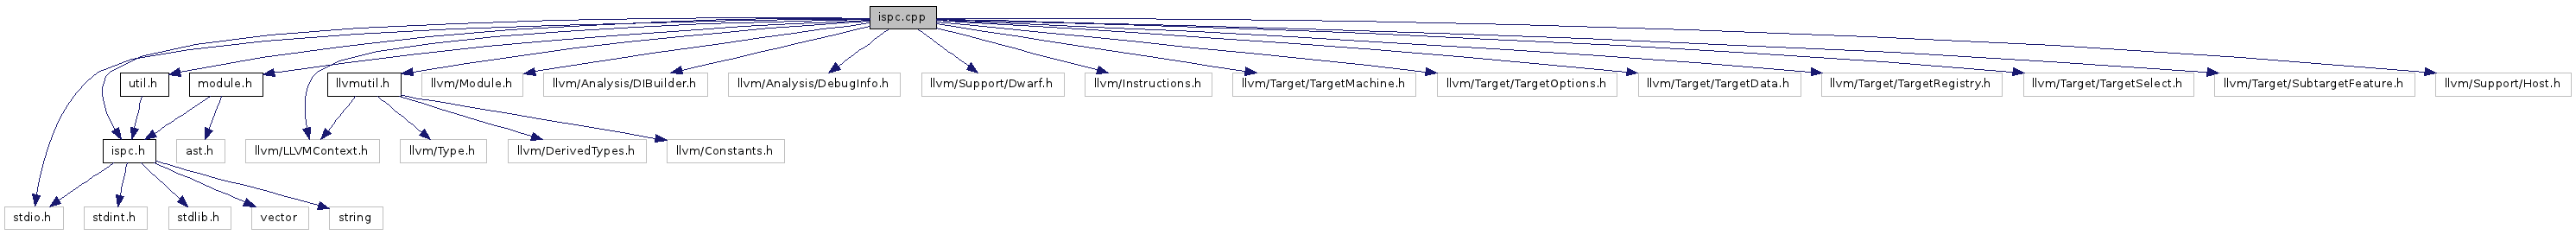 ispc.cpp
util.h
module.h
llvmutil.h
llvm/Module.h
llvm/Analysis/DIBuilder.h
llvm/Analysis/DebugInfo.h
llvm/Support/Dwarf.h
llvm/Instructions.h
llvm/Target/TargetMachine.h
llvm/Target/TargetOptions.h
llvm/Target/TargetData.h
llvm/Target/TargetRegistry.h
llvm/Target/TargetSelect.h
llvm/Target/SubtargetFeature.h
llvm/Support/Host.h
ispc.h
ast.h
llvm/LLVMContext.h
llvm/Type.h
llvm/DerivedTypes.h
llvm/Constants.h
stdio.h
stdint.h
stdlib.h
vector
string